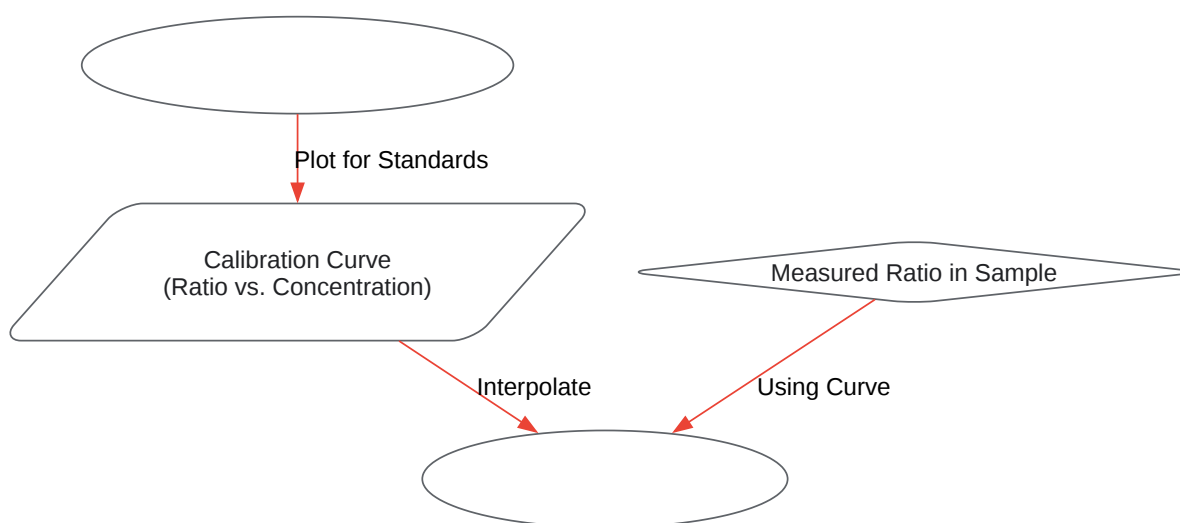 Plot for Standards
Calibration Curve
(Ratio vs. Concentration)
Measured Ratio in Sample
Interpolate
Using Curve